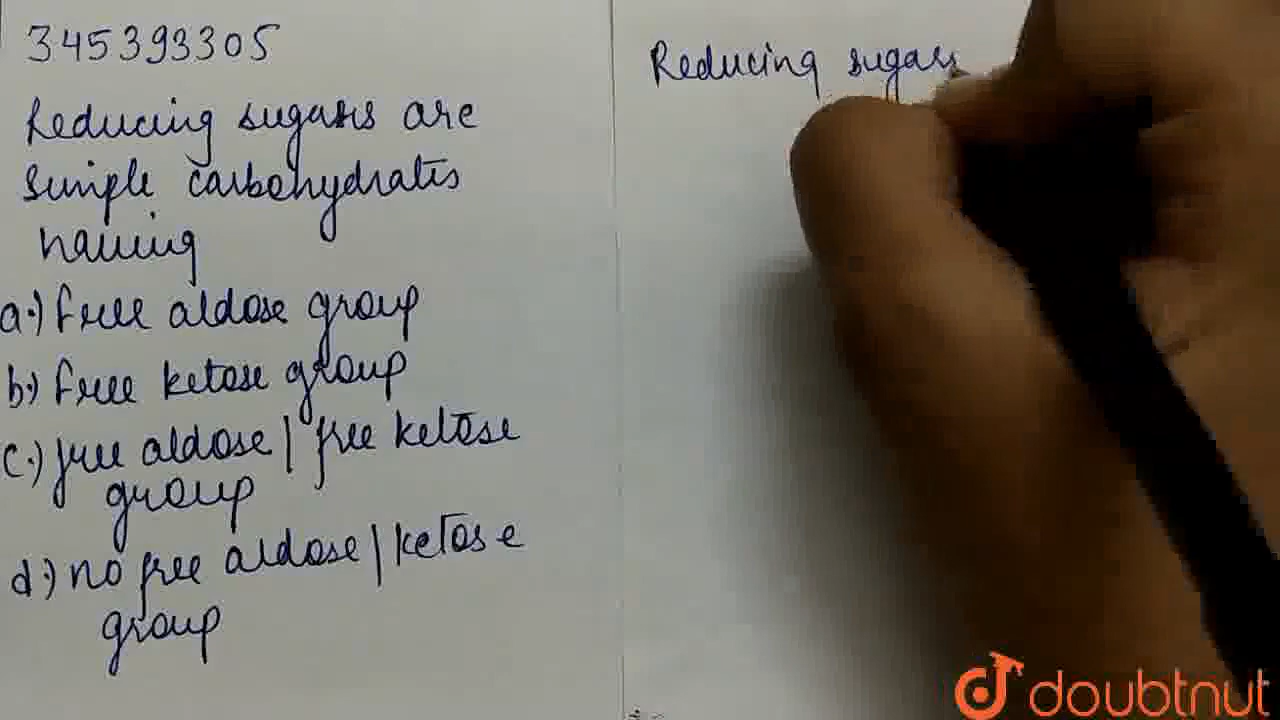 345393305
Reducing sugars are
simple carbohydrates
having
a.) free aldose group
b.) free ketose group
c.) free aldose | free ketose
group
d.) no free aldose | ketose
group
Reducing sugars
doubtnut